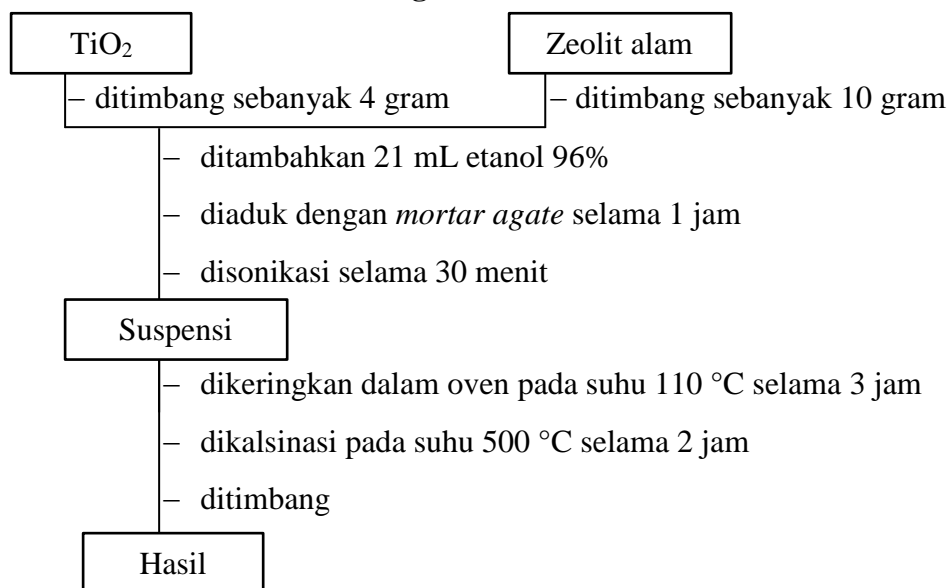 TiO₂ Zeolit alam
– ditimbang sebanyak 4 gram – ditimbang sebanyak 10 gram
– ditambahkan 21 mL etanol 96%
– diaduk dengan mortar agate selama 1 jam
– disonikasi selama 30 menit
Suspensi
– dikeringkan dalam oven pada suhu 110 °C selama 3 jam
– dikalsinasi pada suhu 500 °C selama 2 jam
– ditimbang
Hasil